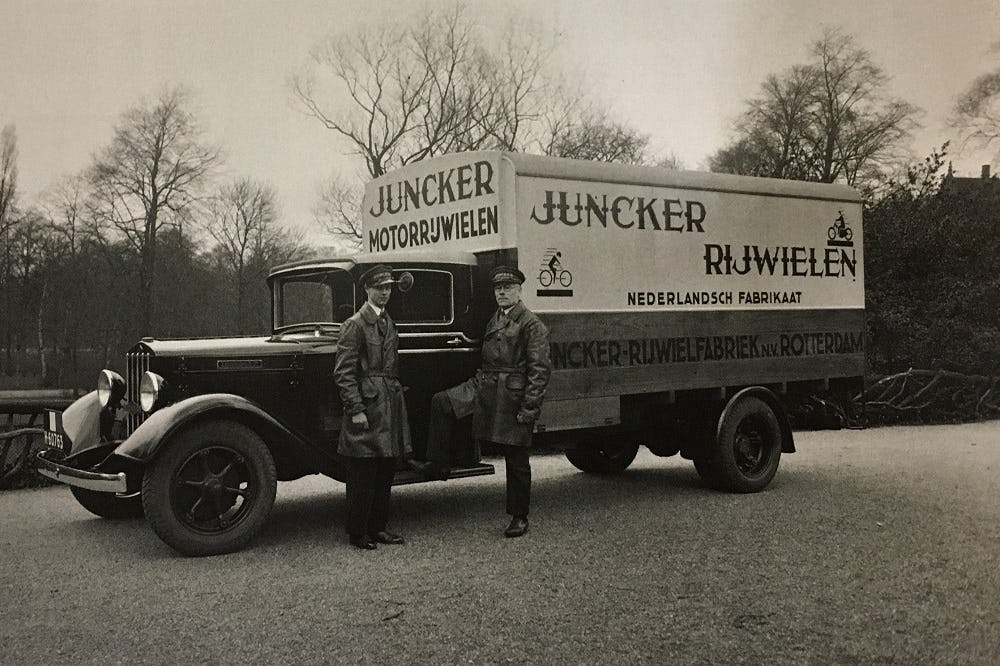 JUNCKER
MOTORRIJWIELEN
JUNCKER
RIJWIELEN
NEDERLANDSCH FABRIKAAT
NCKER-RIJWIELFABRIEK N.V. ROTTERDAM